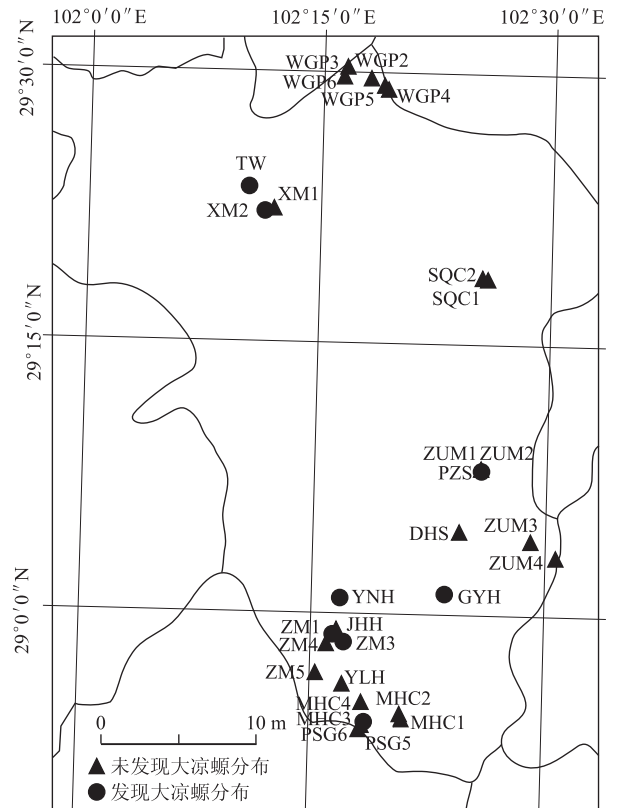 102°0′0″E 102°15′0″E 102°30′0″E
29°30′0″N
WGP3 WGP2
WGP6
WGP5 WGP4
TW
XM1
XM2
SQC2
SQC1
29°15′0″N
ZUM1 ZUM2
PZS
DHS ZUM3
ZUM4
YNH GYH
29°0′0″N
ZM1 JHH
ZM4 ZM3
ZM5 YLH
MHC4 MHC2
MHC3 MHC1
PSG6 PSG5
0 10 m
未发现大凉螈分布
发现大凉螈分布